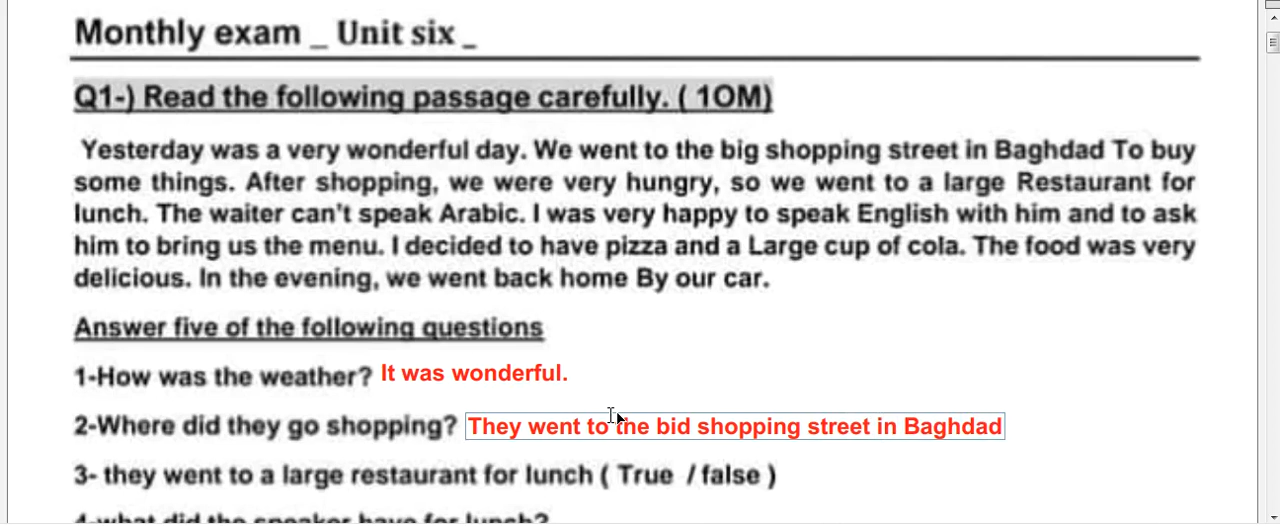 Monthly exam _ Unit six _
Q1-) Read the following passage carefully. ( 1OM)
Yesterday was a very wonderful day. We went to the big shopping street in Baghdad To buy
some things. After shopping, we were very hungry, so we went to a large Restaurant for
lunch. The waiter can't speak Arabic. I was very happy to speak English with him and to ask
him to bring us the menu. I decided to have pizza and a Large cup of cola. The food was very
delicious. In the evening, we went back home By our car.
Answer five of the following questions
1-How was the weather? It was wonderful.
2-Where did they go shopping? They went to the bid shopping street in Baghdad
3- they went to a large restaurant for lunch ( True / false )
4-what did the speaker have for lunch?